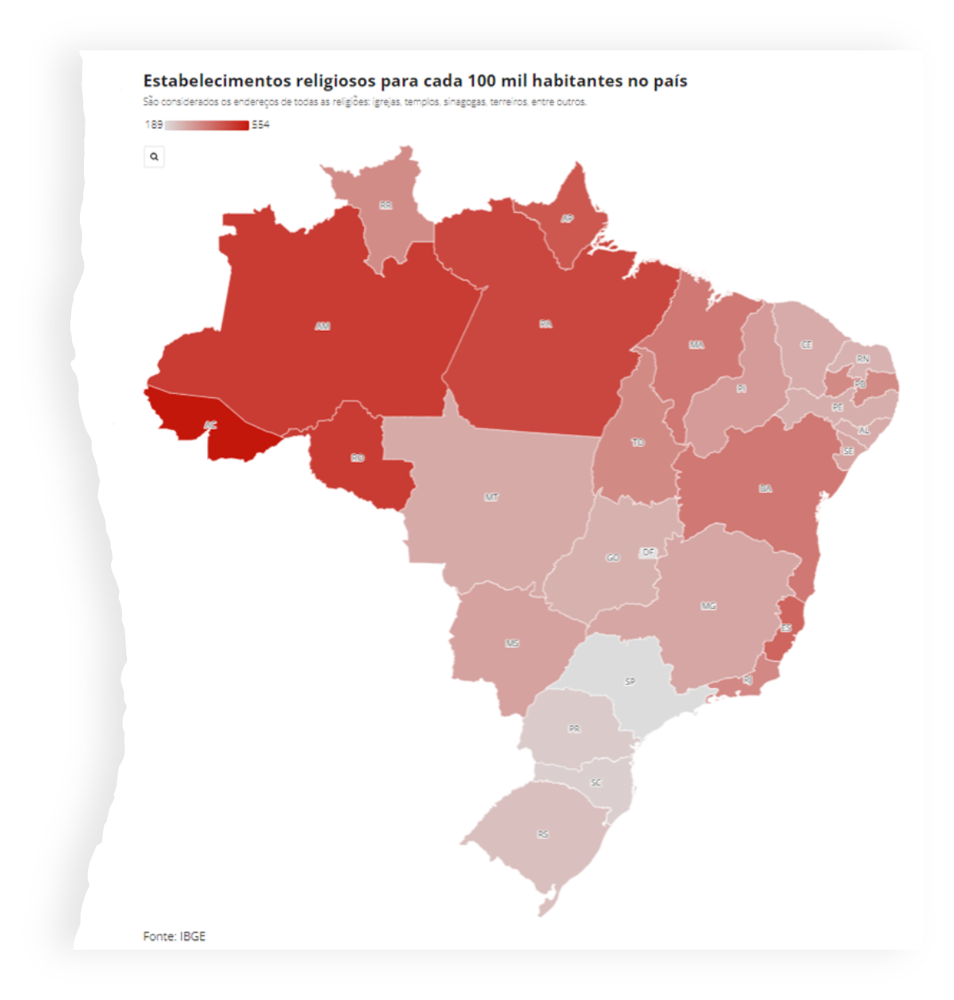 Estabelecimentos religiosos para cada 100 mil habitantes no país
São considerados os endereços de todas as religiões: igrejas, templos, sinagogas, terreiros, entre outros.
189 554
RR
AP
AM
PA
MA
CE
RN
PI
PB
PE
AC
AL
TO
SE
RO
BA
MT
GO
DF
MG
ES
MS
RJ
SP
PR
SC
RS
Fonte: IBGE